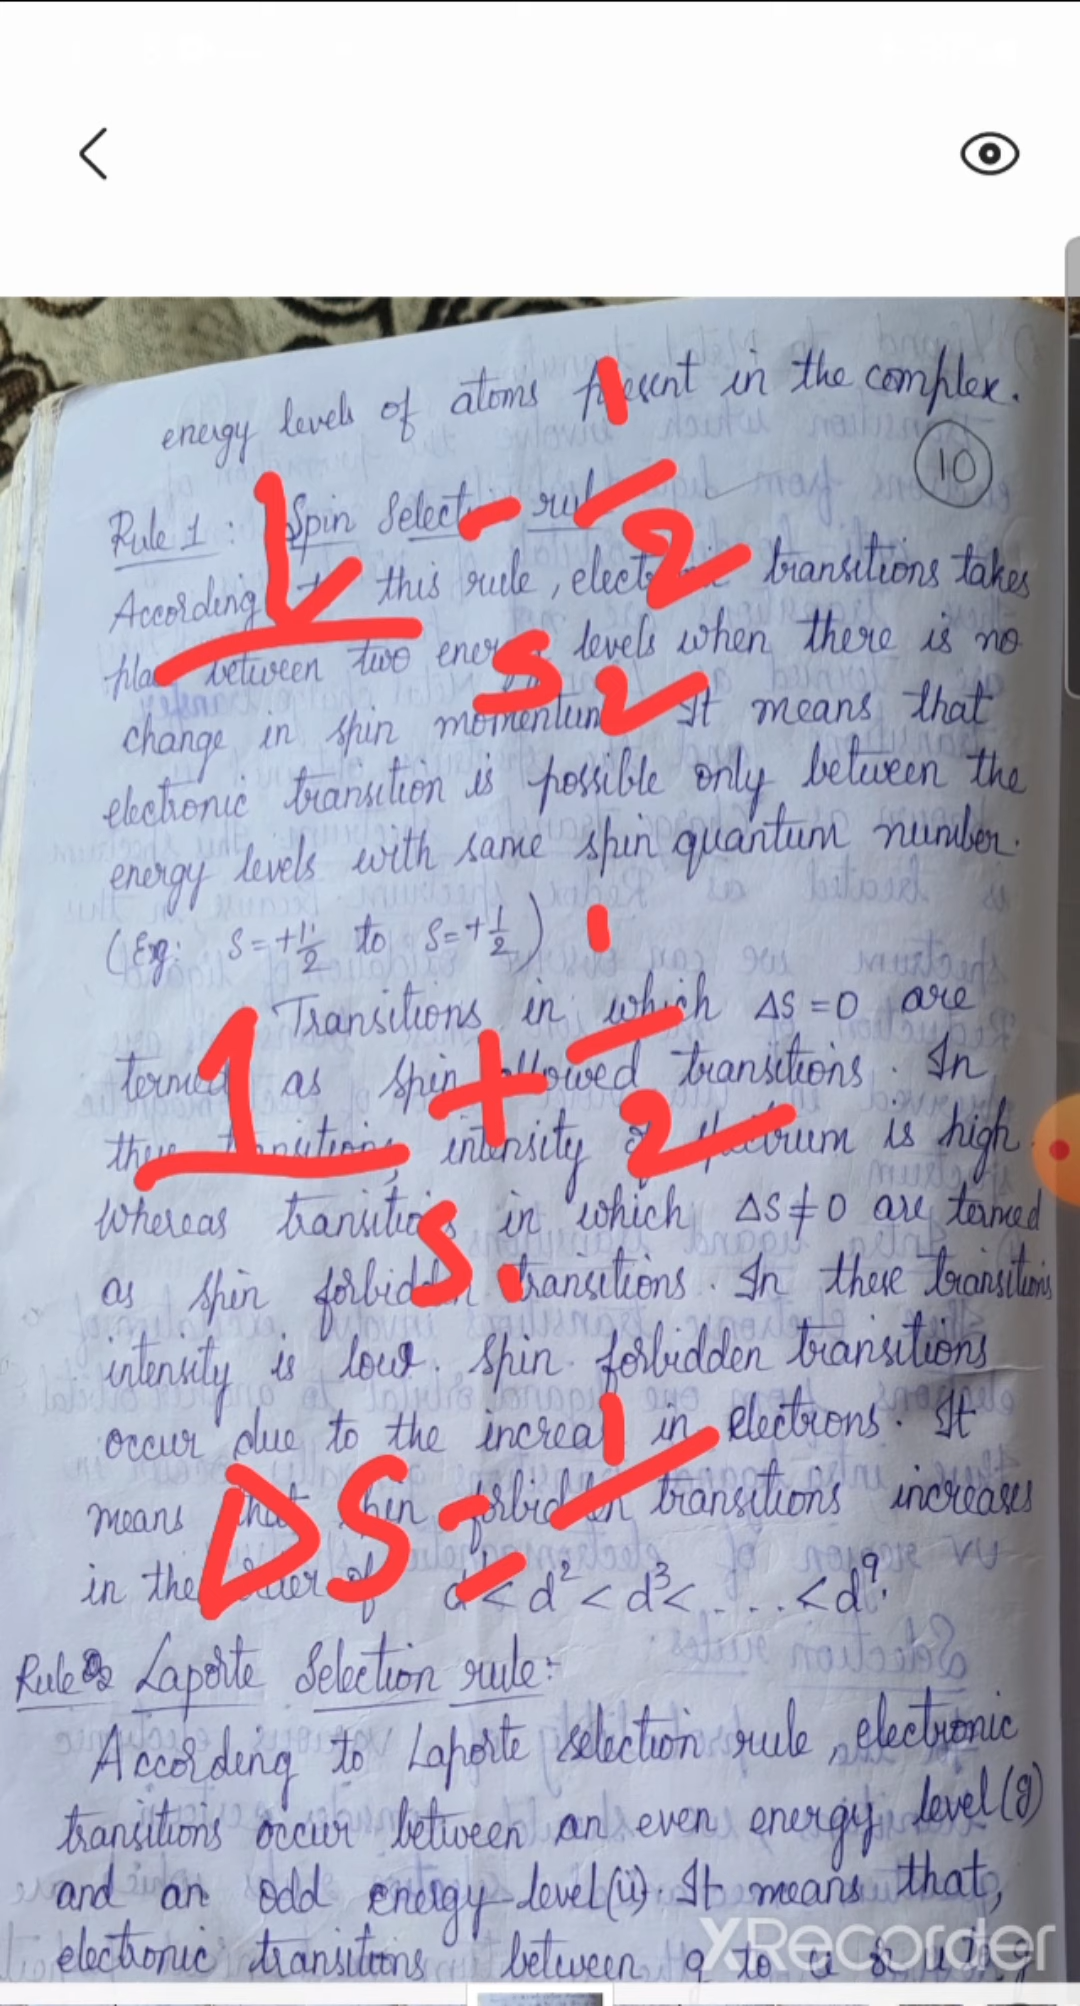 energy levels of atoms present in the complex.
10
Rule 1: Spin Selection rule
According to this rule, electronic transitions takes
place between two energy levels when there is no
change in spin momentum. It means that
electronic transition is possible only between the
energy levels with same spin quantum number.
(Eg: S=+1/2 to S=+1/2)
Transitions in which ΔS=0 are
termed as spin allowed transitions. In
these transitions, intensity of spectrum is high
Whereas transitions in which ΔS≠0 are termed
as spin forbidden transitions. In these transitions
intensity is low. Spin forbidden transitions
occur due to the increase in electrons. It
means that spin forbidden transitions increases
in the order of d¹<d²<d³<....<d⁹.
Rule 2 Laporte Selection rule:-
According to Laporte selection rule, electronic
transitions occur between an even energy level(g)
and an odd energy level(u). It means that,
electronic transitions between g to u & u to g
1 -1/2
S2
1 +1/2
S1
ΔS=1
XRecorder